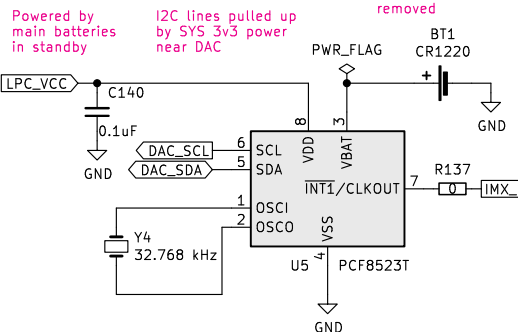 removed
Powered by
main batteries
in standby
I2C lines pulled up
by SYS 3v3 power
near DAC
BT1
CR1220
PWR_FLAG
+
LPC_VCC
C140
0.1uF
GND
GND
8
3
VDD
VBAT
DAC_SCL
6
SCL
DAC_SDA
5
SDA
R137
INT1/CLKOUT
7
0
IMX_
1
OSCI
2
OSCO
Y4
32.768 kHz
VSS
4
U5
PCF8523T
GND